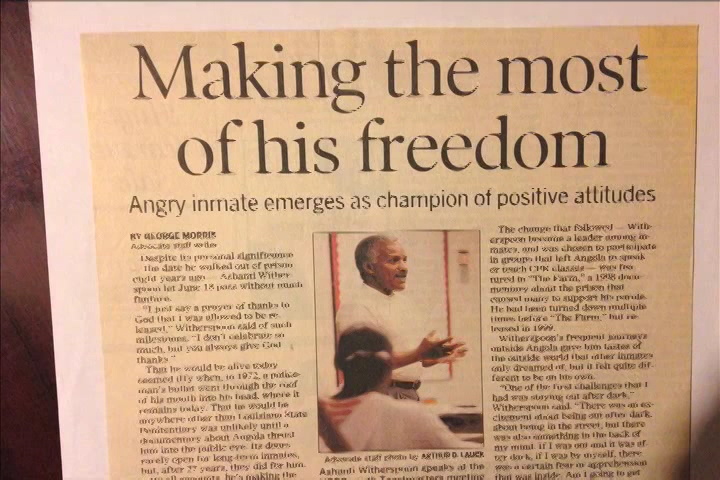 Making the most
of his freedom
Angry inmate emerges as champion of positive attitudes
BY GEORGE MORRIS
Advocate staff writer
Despite its personal significance
— the date he walked out of prison
eight years ago — Ashanti Wither-
spoon let June 18 pass without much
fanfare.
"I just say a prayer of thanks to
God that I was allowed to be re-
leased," Witherspoon said of such
milestones. "I don't celebrate so
much, but you always give God
thanks."
That he would be alive today
seemed iffy when, in 1972, a police-
man's bullet went through the roof
of his mouth into his head, where it
remains today. That he would be
anywhere other than Louisiana State
Penitentiary was unlikely until a
documentary about Angola thrust
him into the public eye. Its doors
rarely open for long-term inmates,
but, after 27 years, they did for him.
By all accounts, he's making the
Advocate staff photo by ARTHUR D. LAUCK
Ashanti Witherspoon speaks at the
Toastmasters meeting
The change that followed — With-
erspoon became a leader among in-
mates, and was chosen to participate
in groups that left Angola to speak
or teach CPR classes — was fea-
tured in "The Farm," a 1998 docu-
mentary about the prison that
caused many to support his parole.
He had been turned down multiple
times before "The Farm," but re-
leased in 1999.
Witherspoon's frequent journeys
outside Angola gave him tastes of
the outside world that other inmates
only dreamed of, but it felt quite dif-
ferent to be on his own.
"One of the first challenges that I
had was staying out after dark,"
Witherspoon said. "There was an ex-
citement about being out after dark,
about being in the street, but there
was also something in the back of
my mind, if I was out and it was af-
ter dark, if I was by myself, there
was a certain fear or apprehension
that was inside. Am I going to get